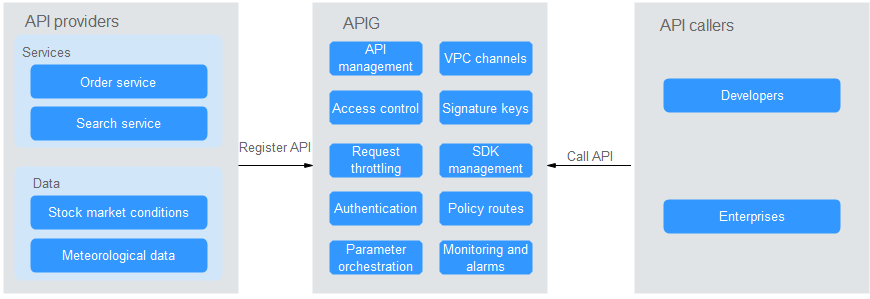 API providers
Services
Order service
Search service
Data
Stock market conditions
Meteorological data
Register API
APIG
API
management
VPC channels
Access control
Signature keys
Request
throttling
SDK
management
Authentication
Policy routes
Parameter
orchestration
Monitoring and
alarms
Call API
API callers
Developers
Enterprises